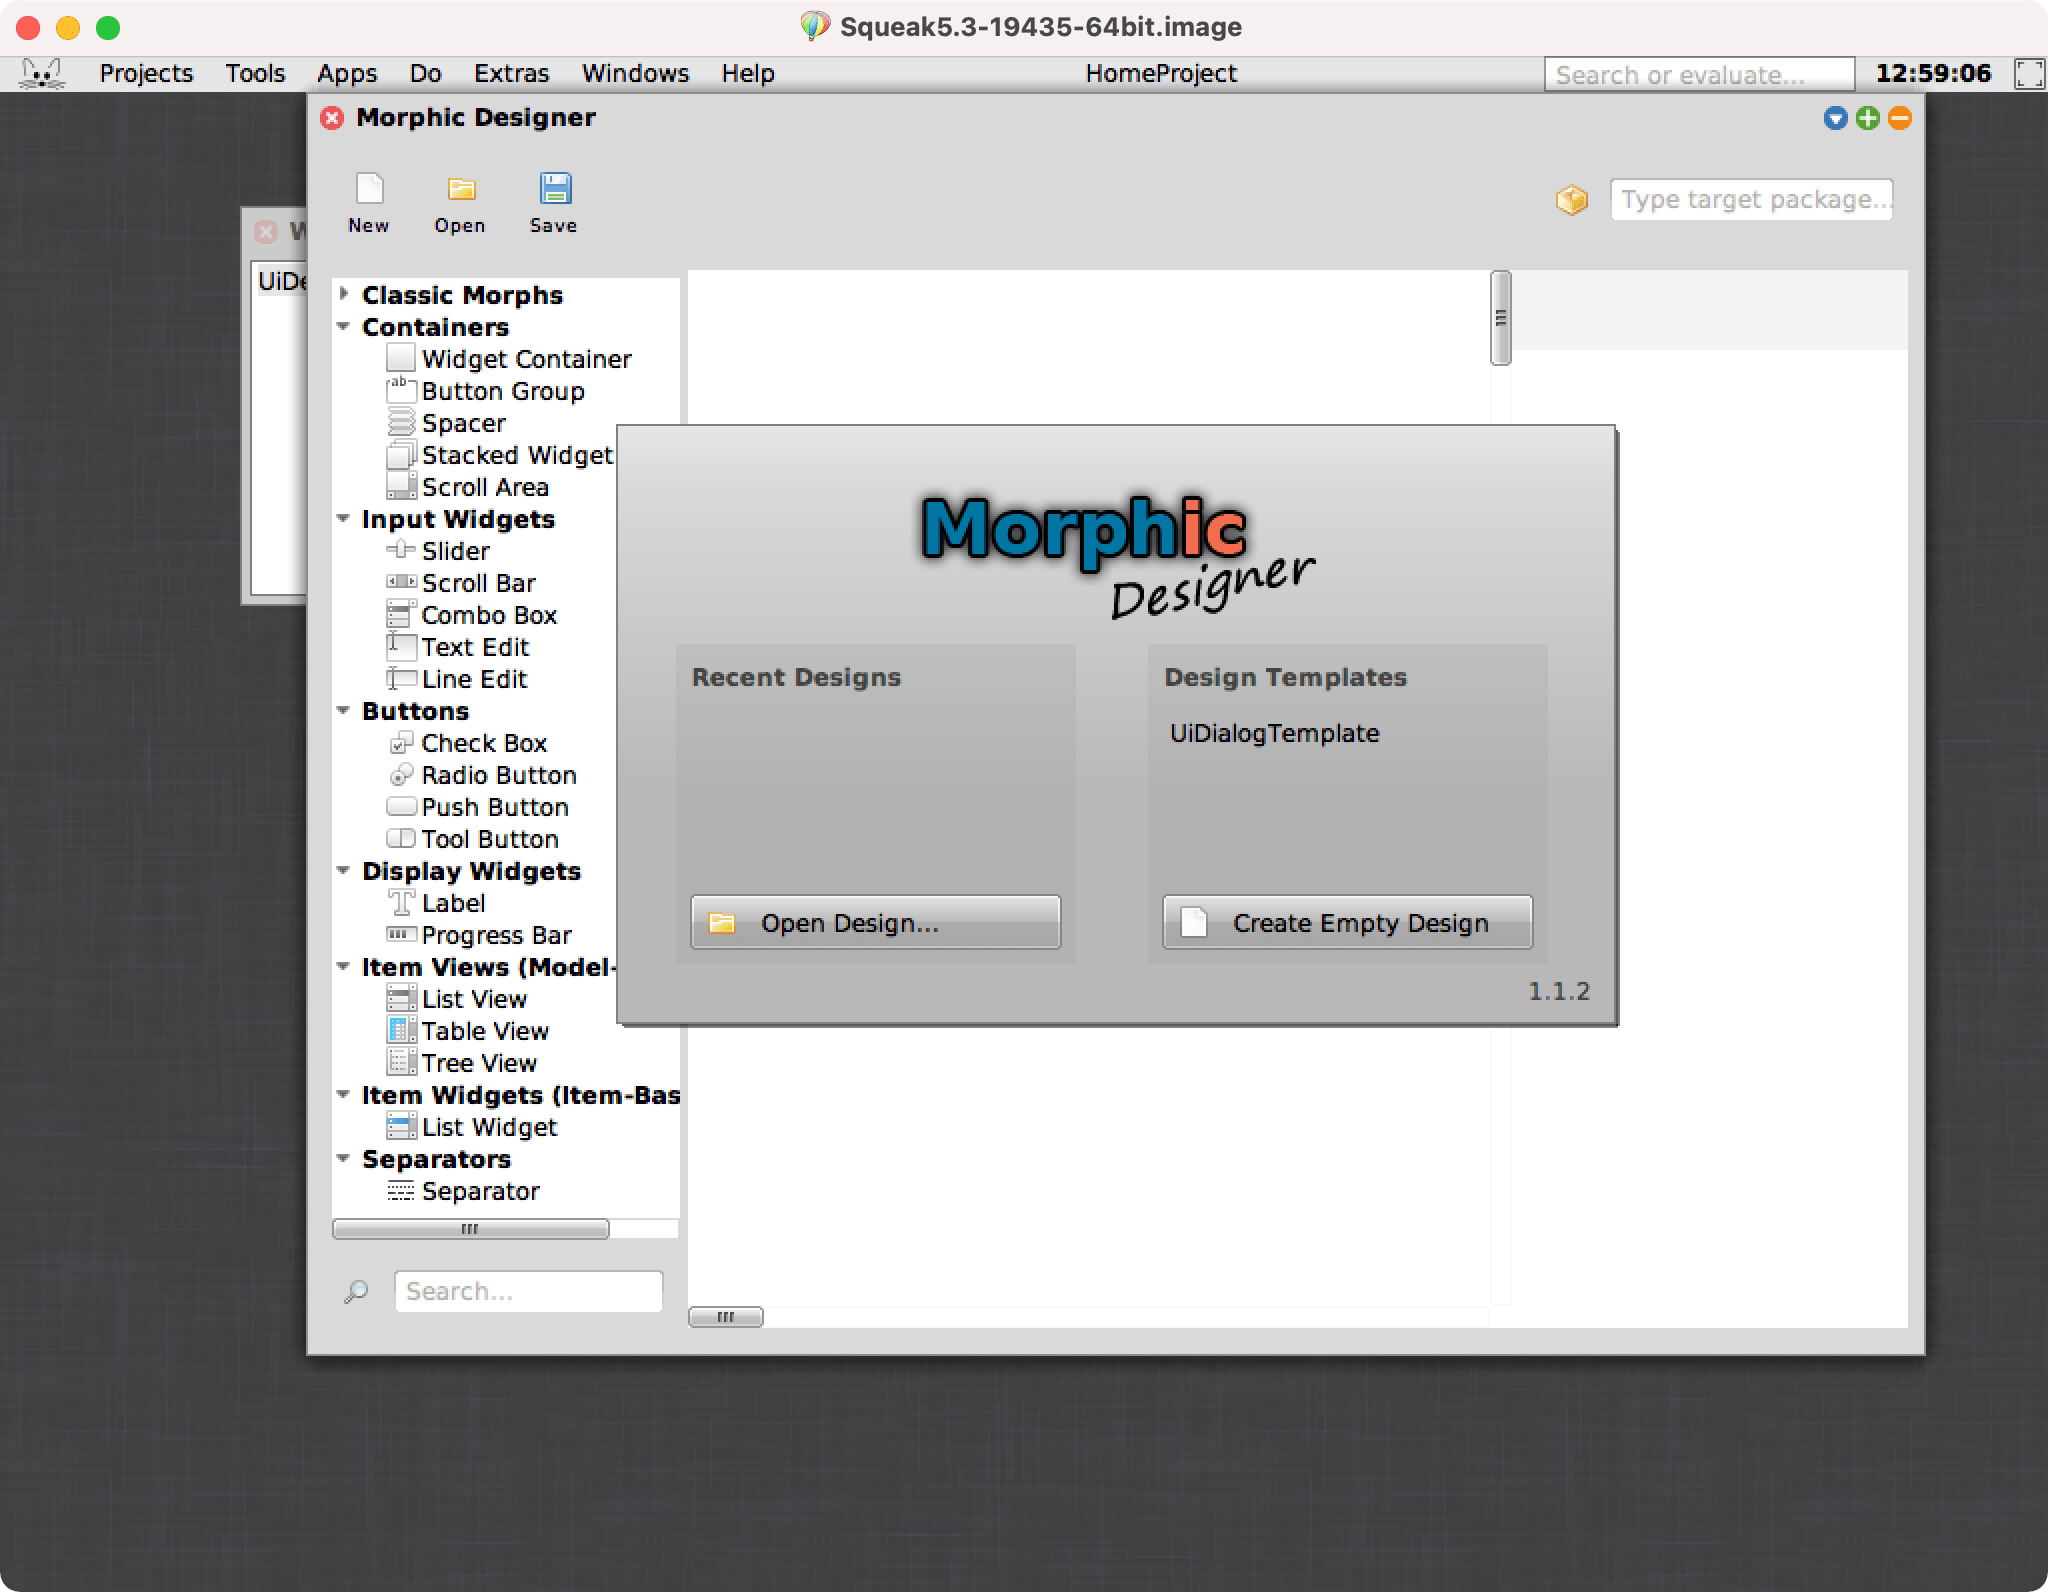 Squeak5.3-19435-64bit.image
Projects Tools Apps Do Extras Windows Help HomeProject Search or evaluate... 12:59:06
Morphic Designer
New Open Save Type target package...
UiDe
Classic Morphs
Containers
Widget Container
ab Button Group
Spacer
Stacked Widget
Scroll Area
Input Widgets
Slider
Scroll Bar
Combo Box
Text Edit
Line Edit
Buttons
Check Box
Radio Button
Push Button
Tool Button
Display Widgets
Label
Progress Bar
Item Views (Model-
List View
Table View
Tree View
Item Widgets (Item-Bas
List Widget
Separators
Separator
Search...
Morphic
Designer
Recent Designs
Design Templates
UiDialogTemplate
Open Design...
Create Empty Design
1.1.2